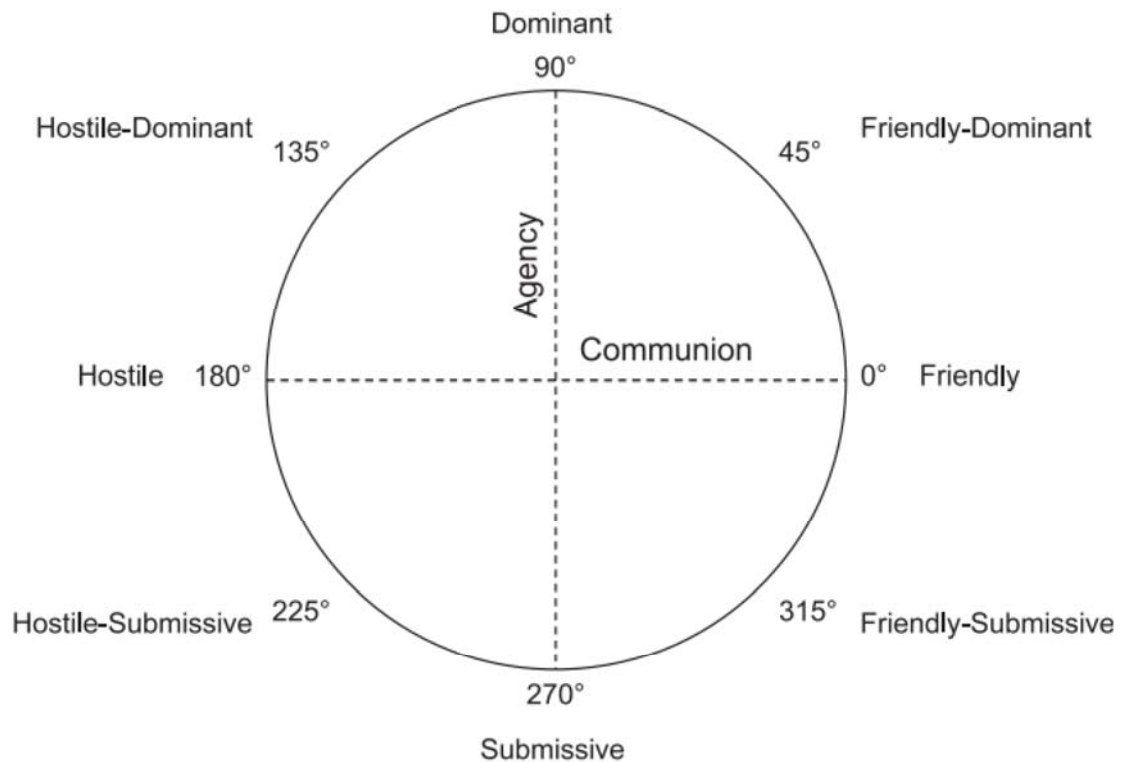 Dominant
90°
Hostile-Dominant
135°
45°
Friendly-Dominant
Agency
Communion
Hostile
180°
0°
Friendly
Hostile-Submissive
225°
315°
Friendly-Submissive
270°
Submissive